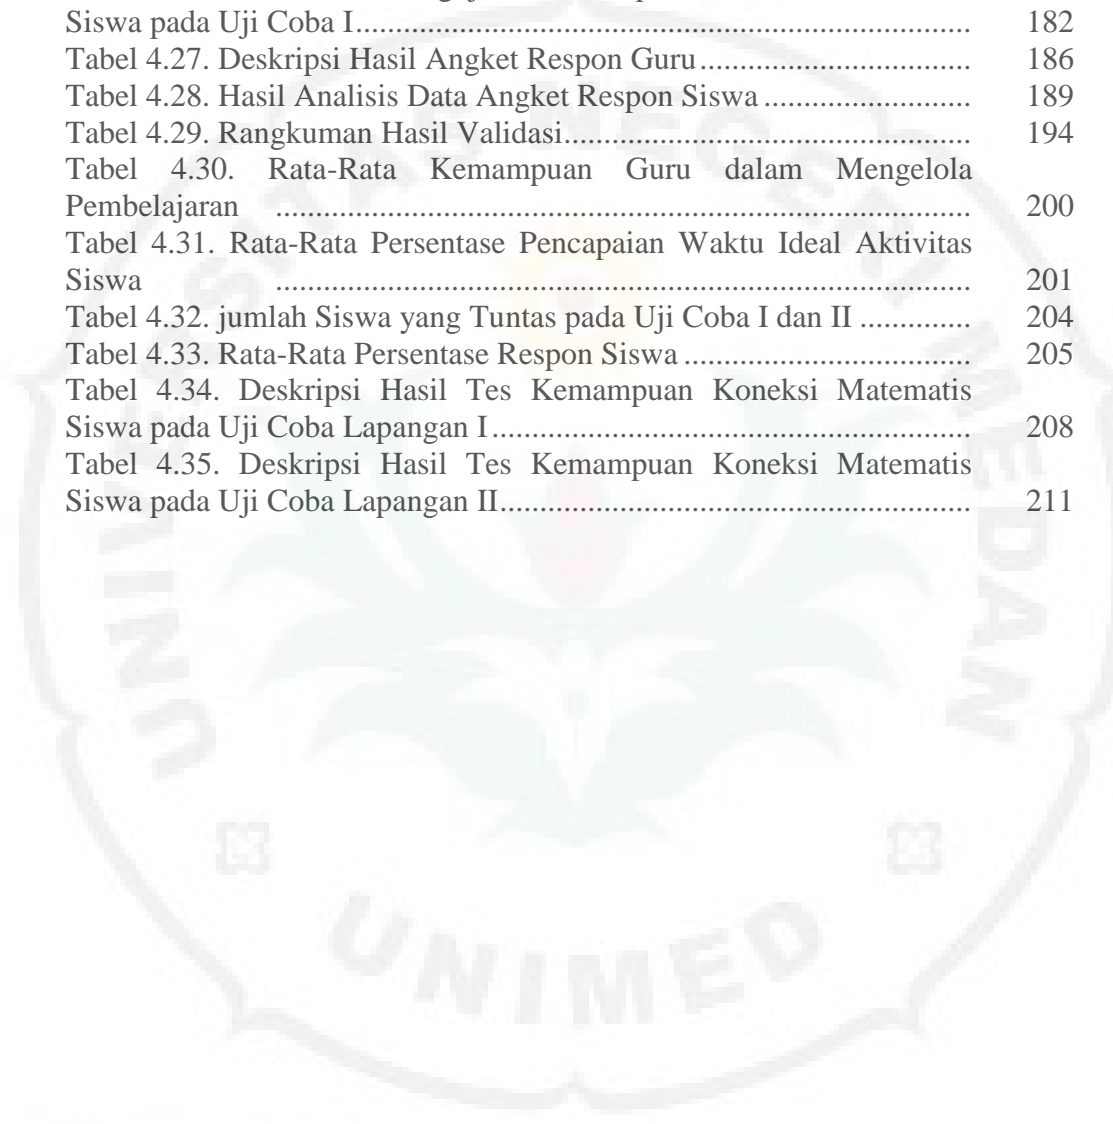 Siswa pada Uji Coba I.......................................................................... 182
Tabel 4.27. Deskripsi Hasil Angket Respon Guru................................ 186
Tabel 4.28. Hasil Analisis Data Angket Respon Siswa ......................... 189
Tabel 4.29. Rangkuman Hasil Validasi................................................. 194
Tabel 4.30. Rata-Rata Kemampuan Guru dalam Mengelola
Pembelajaran .................................................................................... 200
Tabel 4.31. Rata-Rata Persentase Pencapaian Waktu Ideal Aktivitas
Siswa .................................................................................... 201
Tabel 4.32. jumlah Siswa yang Tuntas pada Uji Coba I dan II ............. 204
Tabel 4.33. Rata-Rata Persentase Respon Siswa .................................. 205
Tabel 4.34. Deskripsi Hasil Tes Kemampuan Koneksi Matematis
Siswa pada Uji Coba Lapangan I .......................................................... 208
Tabel 4.35. Deskripsi Hasil Tes Kemampuan Koneksi Matematis
Siswa pada Uji Coba Lapangan II......................................................... 211
UNIVERSITAS NEGERI MEDAN
UNIMED